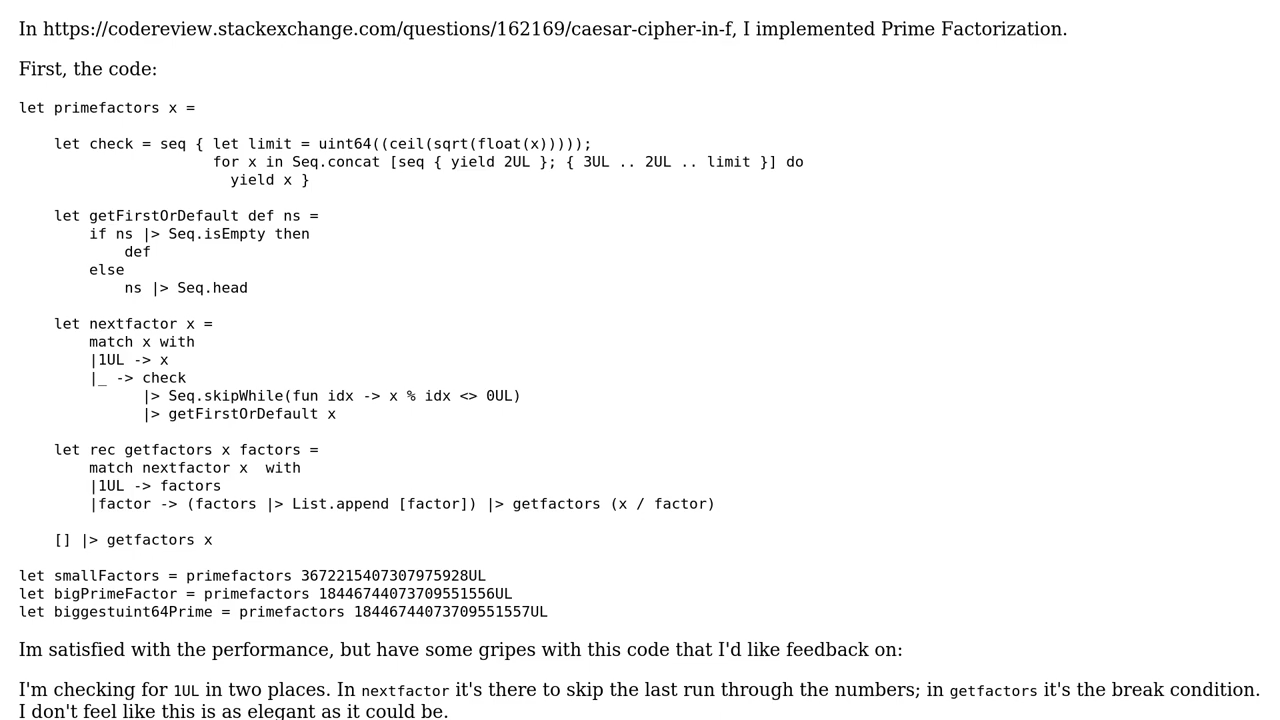 In https://codereview.stackexchange.com/questions/162169/caesar-cipher-in-f, I implemented Prime Factorization.
First, the code:
let primefactors x =
    let check = seq { let limit = uint64((ceil(sqrt(float(x)))));
                      for x in Seq.concat [seq { yield 2UL }; { 3UL .. 2UL .. limit }] do
                        yield x }
    let getFirstOrDefault def ns =
        if ns |> Seq.isEmpty then
            def
        else
            ns |> Seq.head
    let nextfactor x =
        match x with
        |1UL -> x
        |_ -> check
              |> Seq.skipWhile(fun idx -> x % idx <> 0UL)
              |> getFirstOrDefault x
    let rec getfactors x factors =
        match nextfactor x  with
        |1UL -> factors
        |factor -> (factors |> List.append [factor]) |> getfactors (x / factor)
    [] |> getfactors x
let smallFactors = primefactors 3672215407307975928UL
let bigPrimeFactor = primefactors 18446744073709551556UL
let biggestuint64Prime = primefactors 18446744073709551557UL
Im satisfied with the performance, but have some gripes with this code that I'd like feedback on:
I'm checking for 1UL in two places. In nextfactor it's there to skip the last run through the numbers; in getfactors it's the break condition.
I don't feel like this is as elegant as it could be.